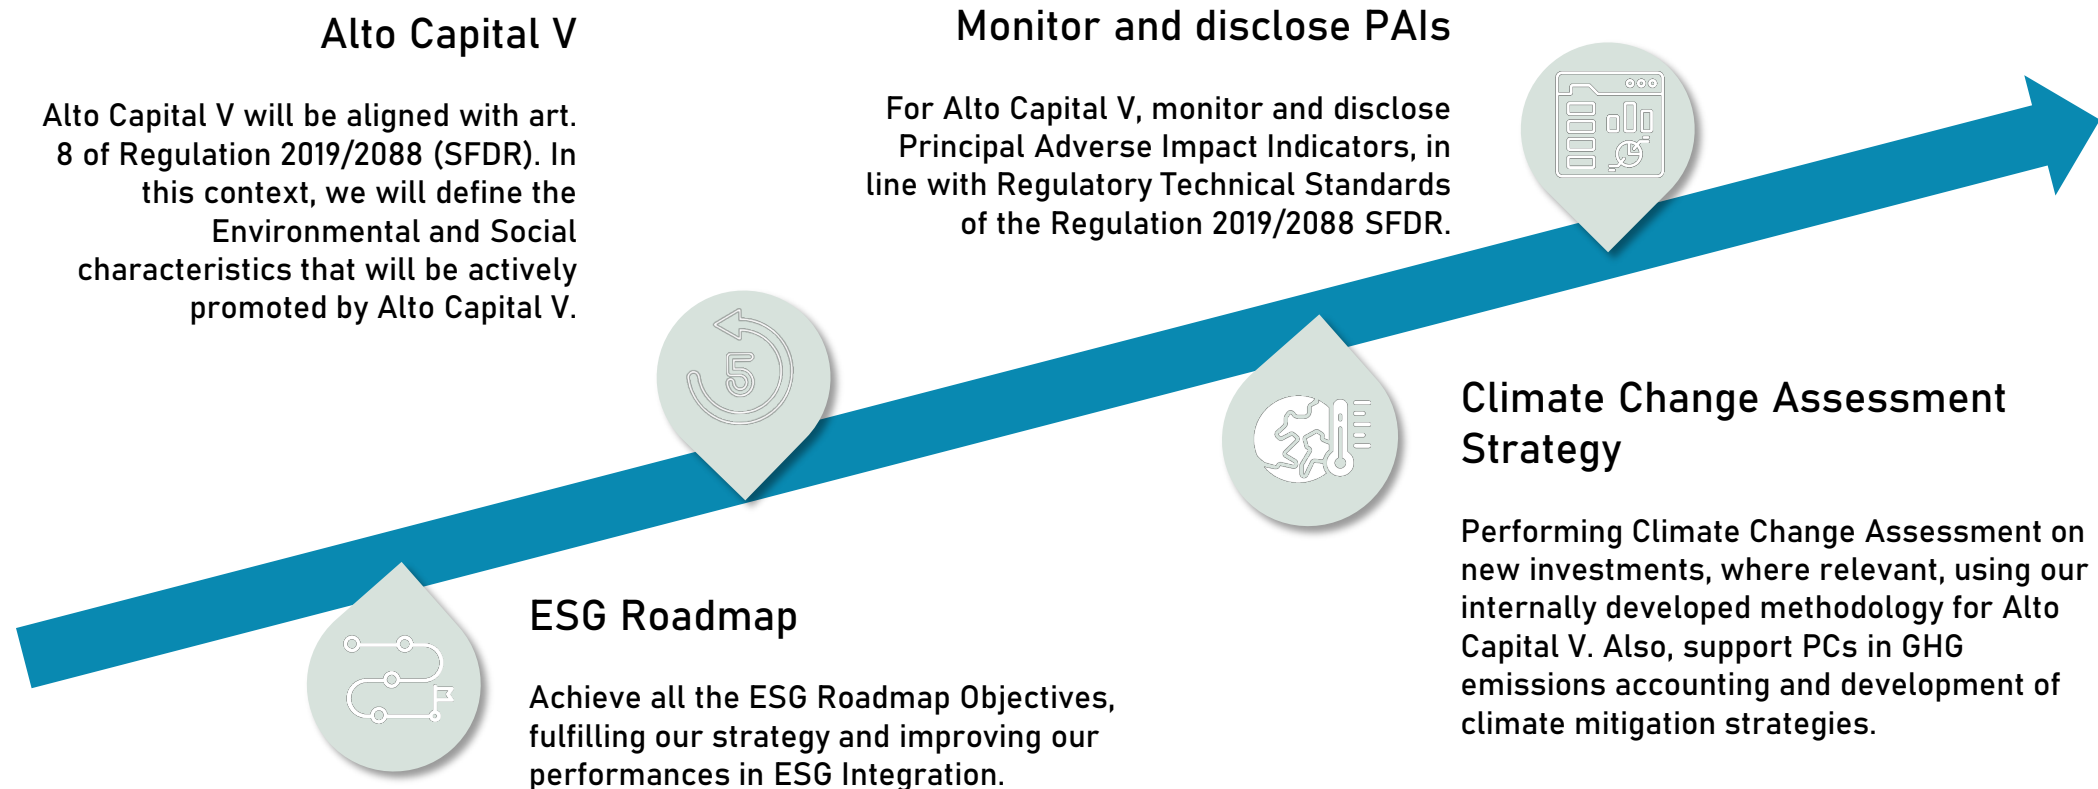 Alto Capital V
Alto Capital V will be aligned with art.
8 of Regulation 2019/2088 (SFDR). In
this context, we will define the
Environmental and Social
characteristics that will be actively
promoted by Alto Capital V.
Monitor and disclose PAIs
For Alto Capital V, monitor and disclose
Principal Adverse Impact Indicators, in
line with Regulatory Technical Standards
of the Regulation 2019/2088 SFDR.
5
ESG Roadmap
Achieve all the ESG Roadmap Objectives,
fulfilling our strategy and improving our
performances in ESG Integration.
Climate Change Assessment
Strategy
Performing Climate Change Assessment on
new investments, where relevant, using our
internally developed methodology for Alto
Capital V. Also, support PCs in GHG
emissions accounting and development of
climate mitigation strategies.